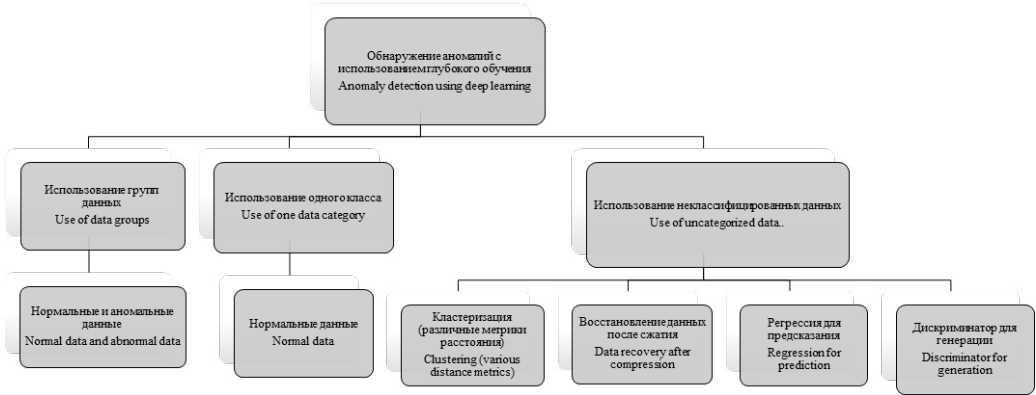 Обнаружение аномалий с
использованием глубокого обучения
Anomaly detection using deep learning
Использование групп
данных
Use of data groups
Использование одного класса
Use of one data category
Использование неклассифицированных данных
Use of uncategorized data..
Нормальные и аномальные
данные
Normal data and abnormal data
Нормальные данные
Normal data
Кластеризация
(различные метрики
расстояния)
Clustering (various
distance metrics)
Восстановление данных
после сжатия
Data recovery after
compression
Регрессия для
предсказания
Regression for
prediction
Дискриминатор для
генерации
Discriminator for
generation